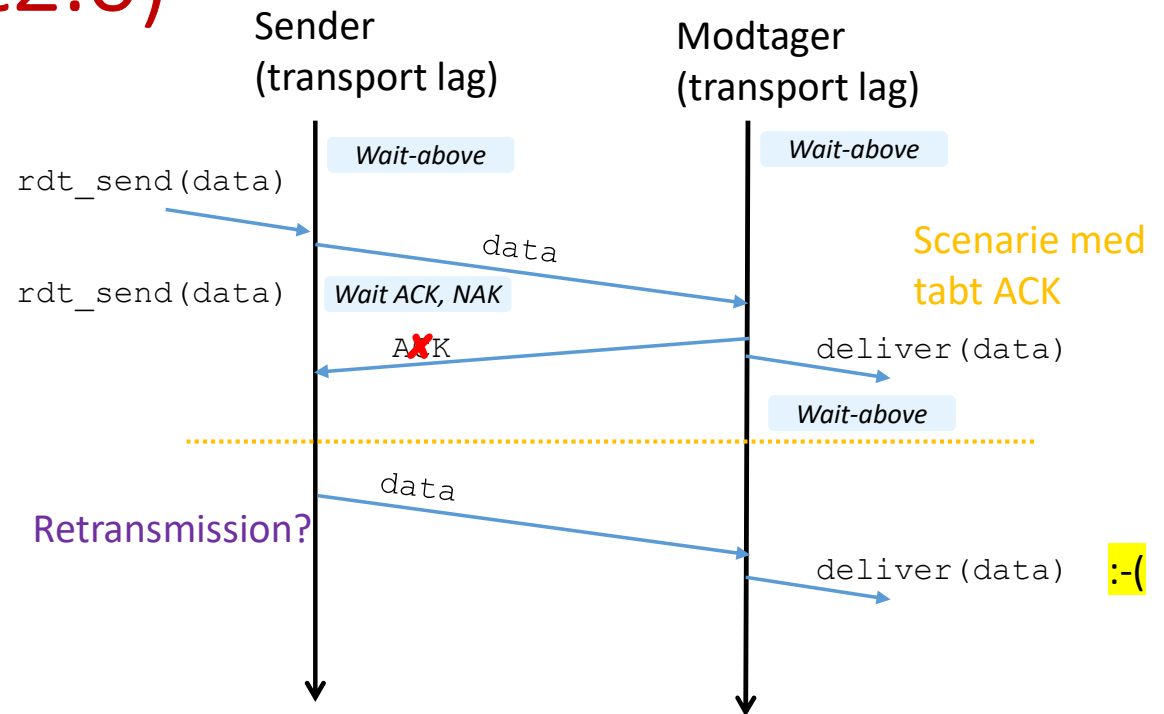 Sender
(transport lag)
Modtager
(transport lag)
Wait-above
Wait-above
rdt_send(data)
data
Scenarie med
tabt ACK
rdt_send(data)
Wait ACK, NAK
ACK
deliver(data)
Wait-above
data
Retransmission?
deliver(data) :-(